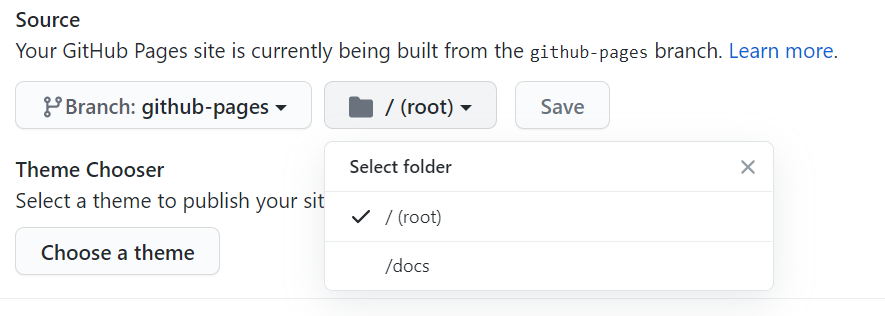 Source
Your GitHub Pages site is currently being built from the github-pages branch. Learn more.
Branch: github-pages / (root) Save
Select folder
Theme Chooser
Select a theme to publish your sit
/ (root)
Choose a theme
/docs